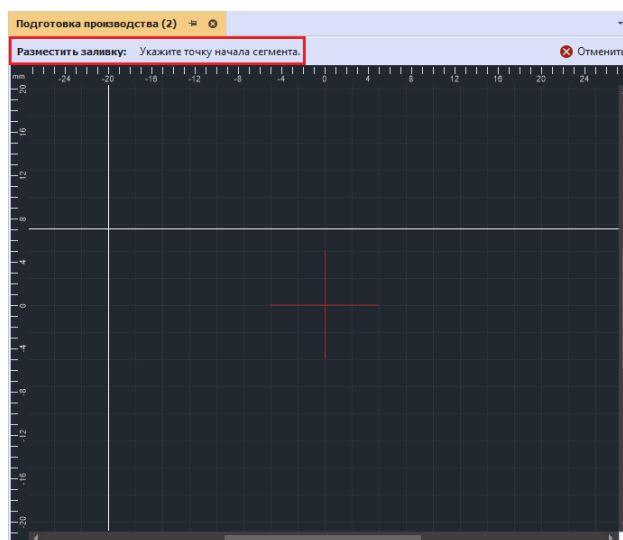 Подготовка производства (2)
Разместить заливку: Укажите точку начала сегмента.
Отменить
mm
-24 -20 -16 -12 -8 -4 0 4 8 12 16 20 24
20
16
12
8
4
0
-4
-8
-12
-16
-20